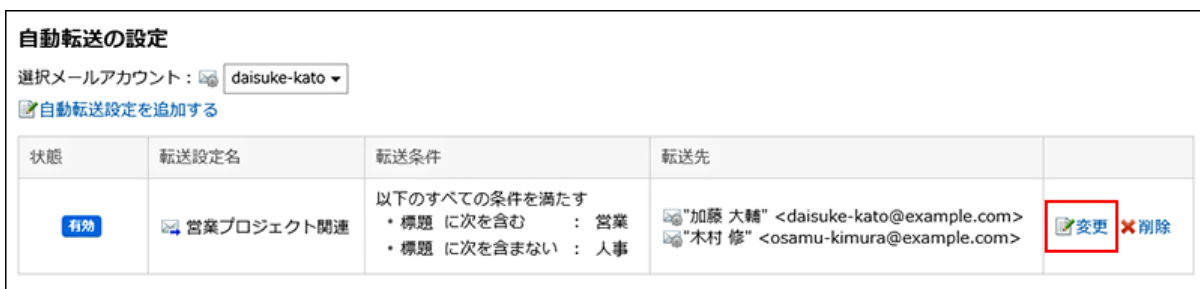 自動転送の設定
選択メールアカウント： daisuke-kato
自動転送設定を追加する
状態 転送設定名 転送条件 転送先
有効 営業プロジェクト関連
以下のすべての条件を満たす
・標題 に次を含む ： 営業
・標題 に次を含まない ： 人事
"加藤 大輔" <daisuke-kato@example.com>
"木村 修" <osamu-kimura@example.com>
変更 削除